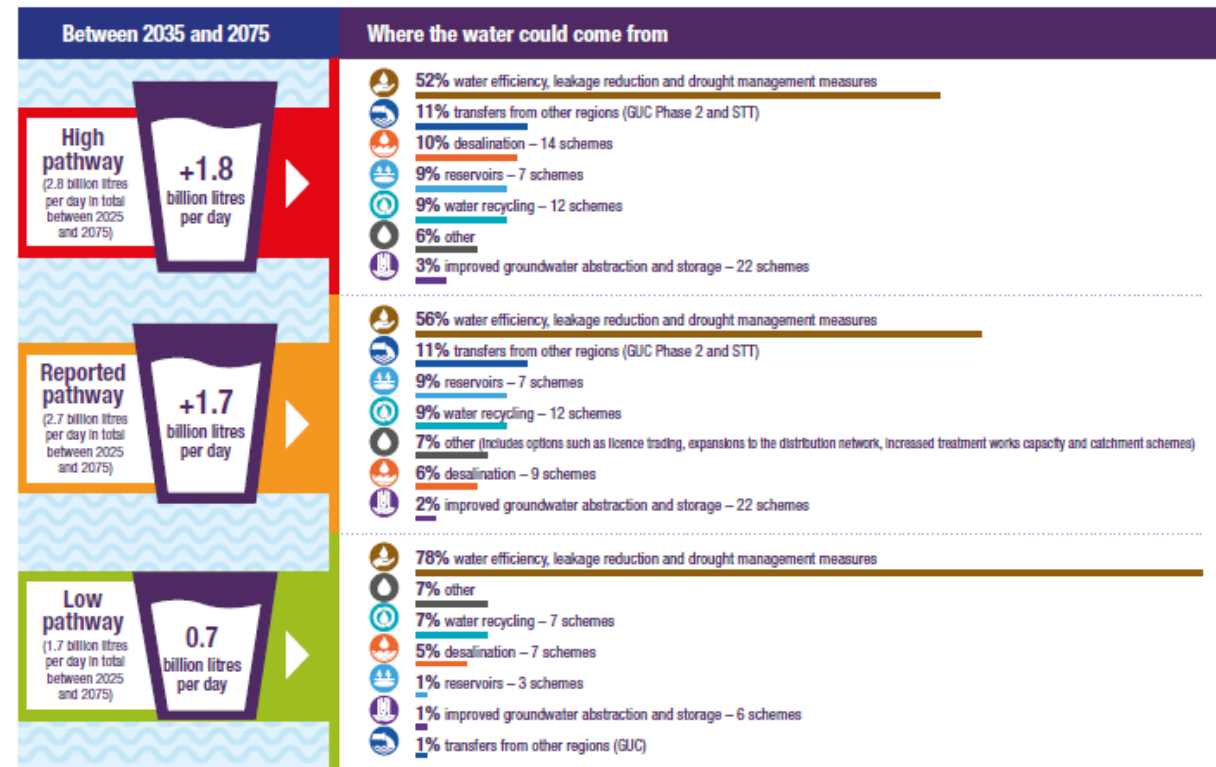 Between 2035 and 2075
Where the water could come from
High
pathway
(2.8 billion litres
per day in total
between 2025
and 2075)
+1.8
billion litres
per day
52% water efficiency, leakage reduction and drought management measures
11% transfers from other regions (GUC Phase 2 and STT)
10% desalination – 14 schemes
9% reservoirs – 7 schemes
9% water recycling – 12 schemes
6% other
3% improved groundwater abstraction and storage – 22 schemes
Reported
pathway
(2.7 billion litres
per day in total
between 2025
and 2075)
+1.7
billion litres
per day
56% water efficiency, leakage reduction and drought management measures
11% transfers from other regions (GUC Phase 2 and STT)
9% reservoirs – 7 schemes
9% water recycling – 12 schemes
7% other (includes options such as licence trading, expansions to the distribution network, increased treatment works capacity and catchment schemes)
6% desalination – 9 schemes
2% improved groundwater abstraction and storage – 22 schemes
Low
pathway
(1.7 billion litres
per day in total
between 2025
and 2075)
0.7
billion litres
per day
78% water efficiency, leakage reduction and drought management measures
7% other
7% water recycling – 7 schemes
5% desalination – 7 schemes
1% reservoirs – 3 schemes
1% improved groundwater abstraction and storage – 6 schemes
1% transfers from other regions (GUC)